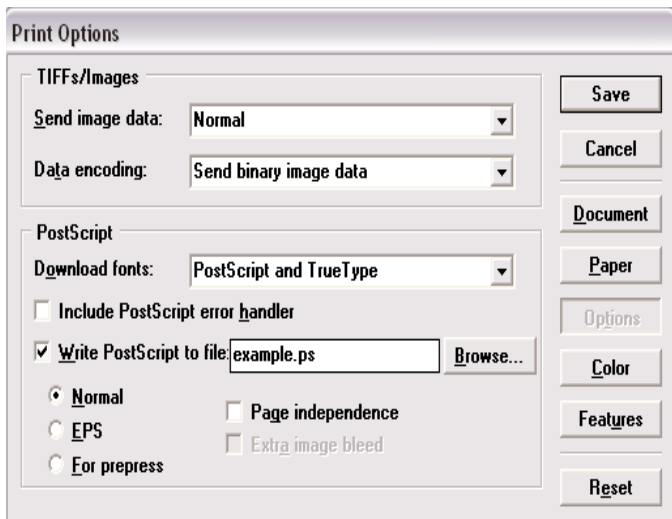 Print Options
TIFFs/Images
Send image data: Normal
Data encoding: Send binary image data
PostScript
Download fonts: PostScript and TrueType
Include PostScript error handler
Write PostScript to file: example.ps Browse...
Normal
EPS
For prepress
Page independence
Extra image bleed
Save
Cancel
Document
Paper
Options
Color
Features
Reset